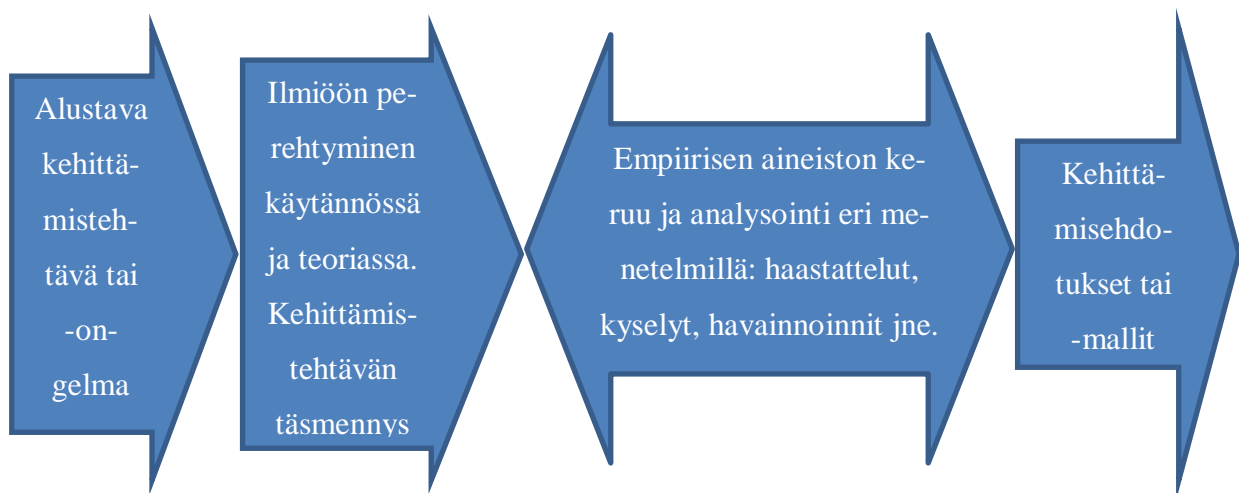 Alustava
kehittä-
misteh-
tävä tai
-on-
gelma
Ilmiöön pe-
rehtyminen
käytännössä
ja teoriassa.
Kehittämis-
tehtävän
täsmennys
Empiirisen aineiston ke-
ruu ja analysointi eri me-
netelmillä: haastattelut,
kyselyt, havainnoinnit jne.
Kehittä-
misehdo-
tukset tai
-mallit